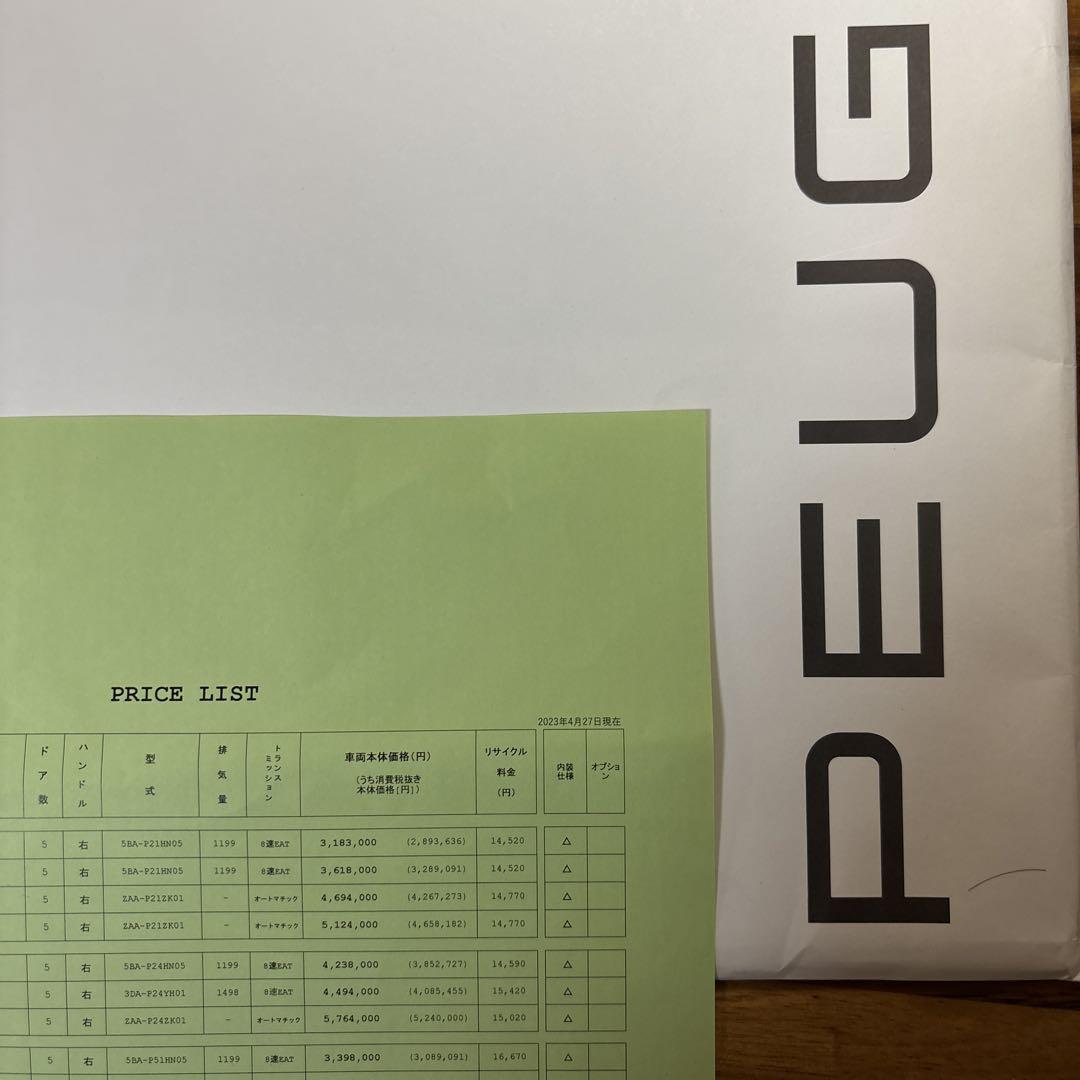 PEUG
PRICE LIST
2023年4月27日現在
ドア数 ハンドル 型式 排気量 トランスミッション 車両本体価格(円) (うち消費税抜き本体価格[円]) リサイクル料金(円) 内装仕様 オプション
5 右 5BA-P21HN05 1199 8速EAT 3,183,000 (2,893,636) 14,520 △
5 右 5BA-P21HN05 1199 8速EAT 3,618,000 (3,289,091) 14,520 △
5 右 ZAA-P21ZK01 - オートマチック 4,694,000 (4,267,273) 14,770 △
5 右 ZAA-P21ZK01 - オートマチック 5,124,000 (4,658,182) 14,770 △
5 右 5BA-P24HN05 1199 8速EAT 4,238,000 (3,852,727) 14,590 △
5 右 3DA-P24YH01 1498 8速EAT 4,494,000 (4,085,455) 15,420 △
5 右 ZAA-P24ZK01 - オートマチック 5,764,000 (5,240,000) 15,020 △
5 右 5BA-P51HN05 1199 8速EAT 3,398,000 (3,089,091) 16,670 △